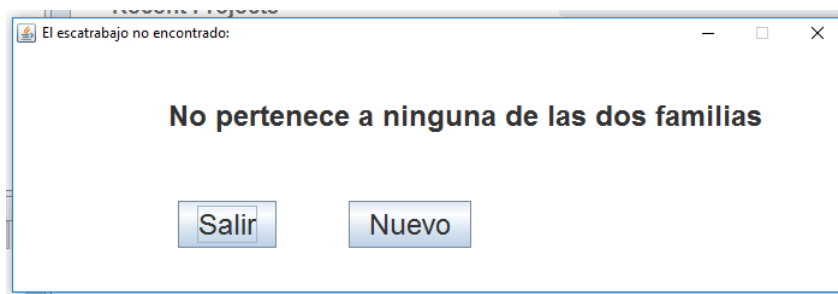 Recent Projects
El escatrabajo no encontrado:
No pertenece a ninguna de las dos familias
Salir
Nuevo